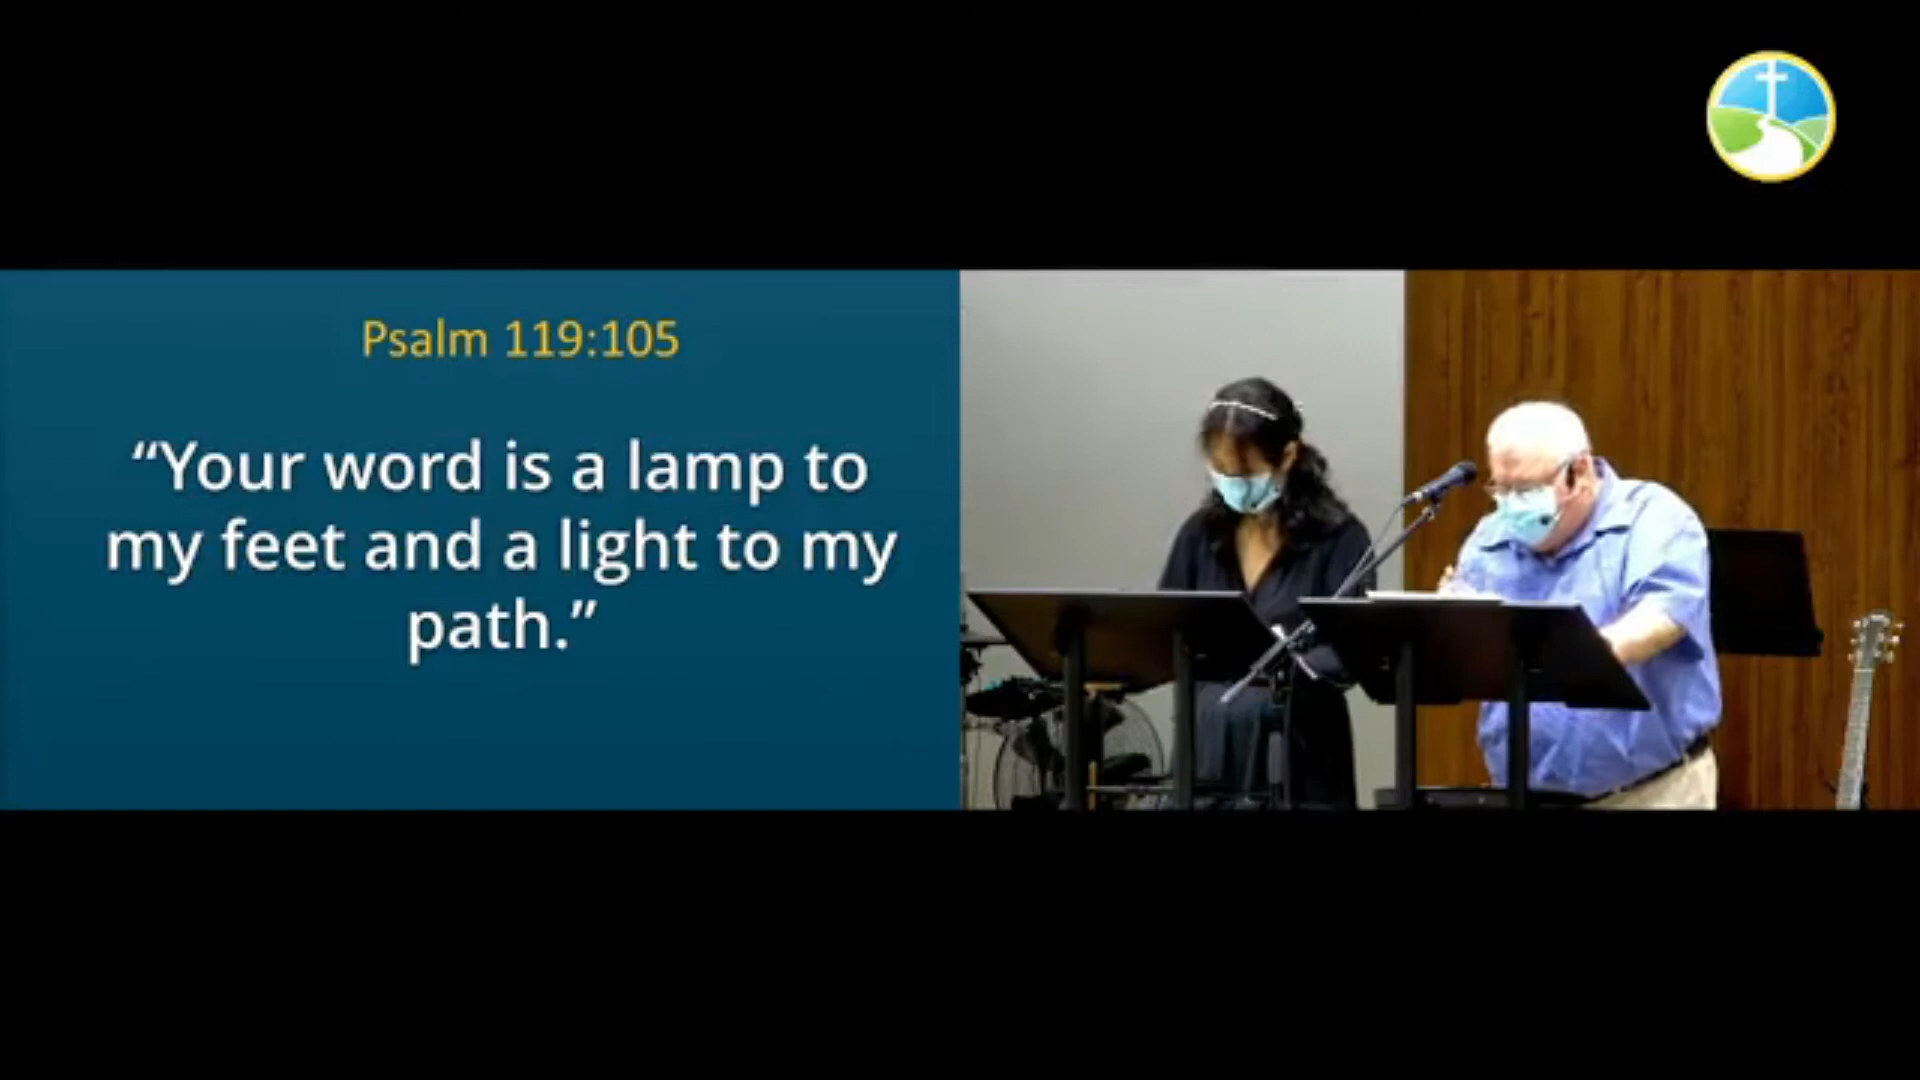 Psalm 119:105
“Your word is a lamp to
my feet and a light to my
path.”